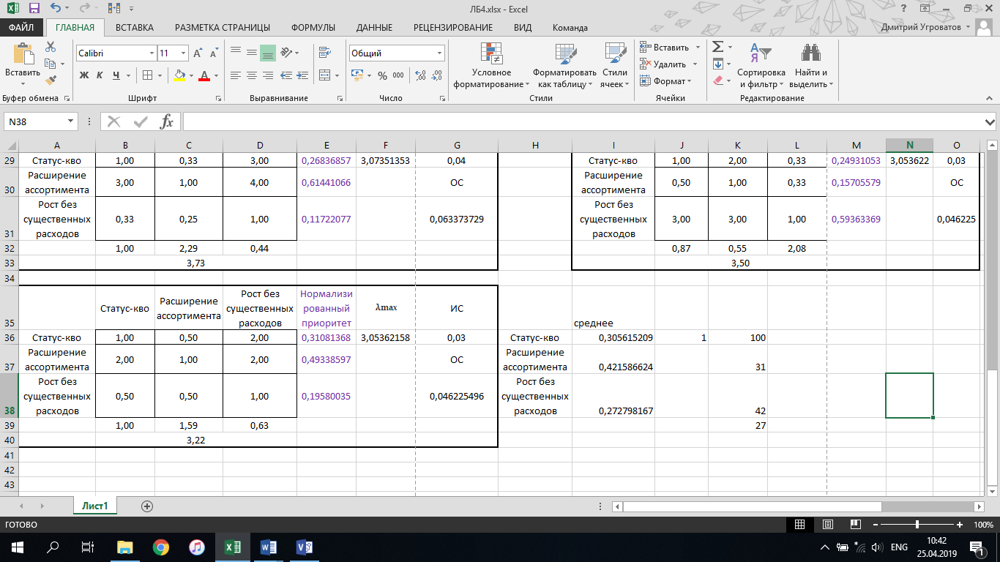 ЛБ4.xlsx - Excel
ФАЙЛ ГЛАВНАЯ ВСТАВКА РАЗМЕТКА СТРАНИЦЫ ФОРМУЛЫ ДАННЫЕ РЕЦЕНЗИРОВАНИЕ ВИД Команда Дмитрий Угроватов
Вставить
Calibri 11
Ж К Ч
Общий
% 000
Условное форматирование
Форматировать как таблицу
Стили ячеек
Вставить
Удалить
Формат
Сортировка и фильтр
Найти и выделить
Буфер обмена Шрифт Выравнивание Число Стили Ячейки Редактирование
N38 fx
A B C D E F G H I J K L M N O
29 Статус-кво 1,00 0,33 3,00 0,26836857 3,07351353 0,04 Статус-кво 1,00 2,00 0,33 0,24931053 3,053622 0,03
30 Расширение ассортимента 3,00 1,00 4,00 0,61441066 ОС Расширение ассортимента 0,50 1,00 0,33 0,15705579 ОС
31 Рост без существенных расходов 0,33 0,25 1,00 0,11722077 0,063373729 Рост без существенных расходов 3,00 3,00 1,00 0,59363369 0,046225
32 1,00 2,29 0,44 0,87 0,55 2,08
33 3,73 3,50
34
35 Статус-кво Расширение ассортимента Рост без существенных расходов Нормализированный приоритет λmax ИС среднее
36 Статус-кво 1,00 0,50 2,00 0,31081368 3,05362158 0,03 Статус-кво 0,305615209 1 100
37 Расширение ассортимента 2,00 1,00 2,00 0,49338597 ОС Расширение ассортимента 0,421586624 31
38 Рост без существенных расходов 0,50 0,50 1,00 0,19580035 0,046225496 Рост без существенных расходов 0,272798167 42
39 1,00 1,59 0,63 27
40 3,22
41
42
43
Лист1
ГОТОВО 100%
ENG 10:42
25.04.2019